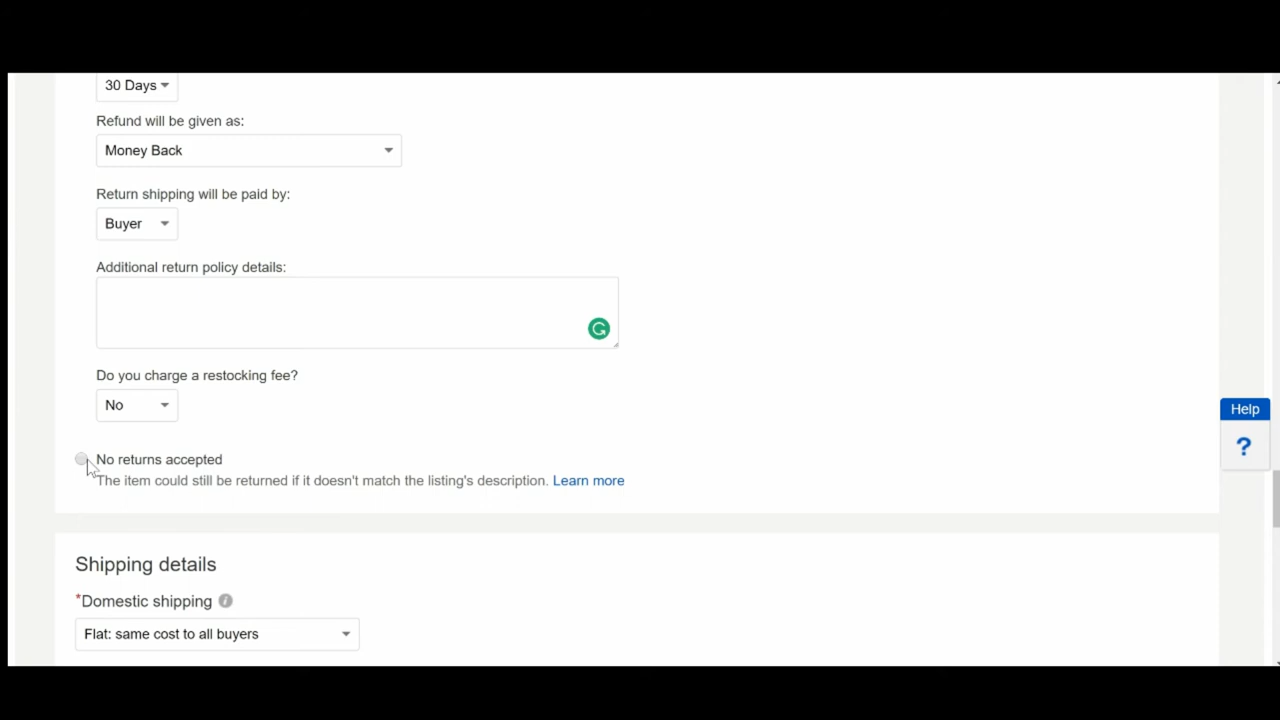 30 Days
Refund will be given as:
Money Back
Return shipping will be paid by:
Buyer
Additional return policy details:
Do you charge a restocking fee?
No
Help
?
No returns accepted
The item could still be returned if it doesn't match the listing's description. Learn more
Shipping details
*Domestic shipping i
Flat: same cost to all buyers